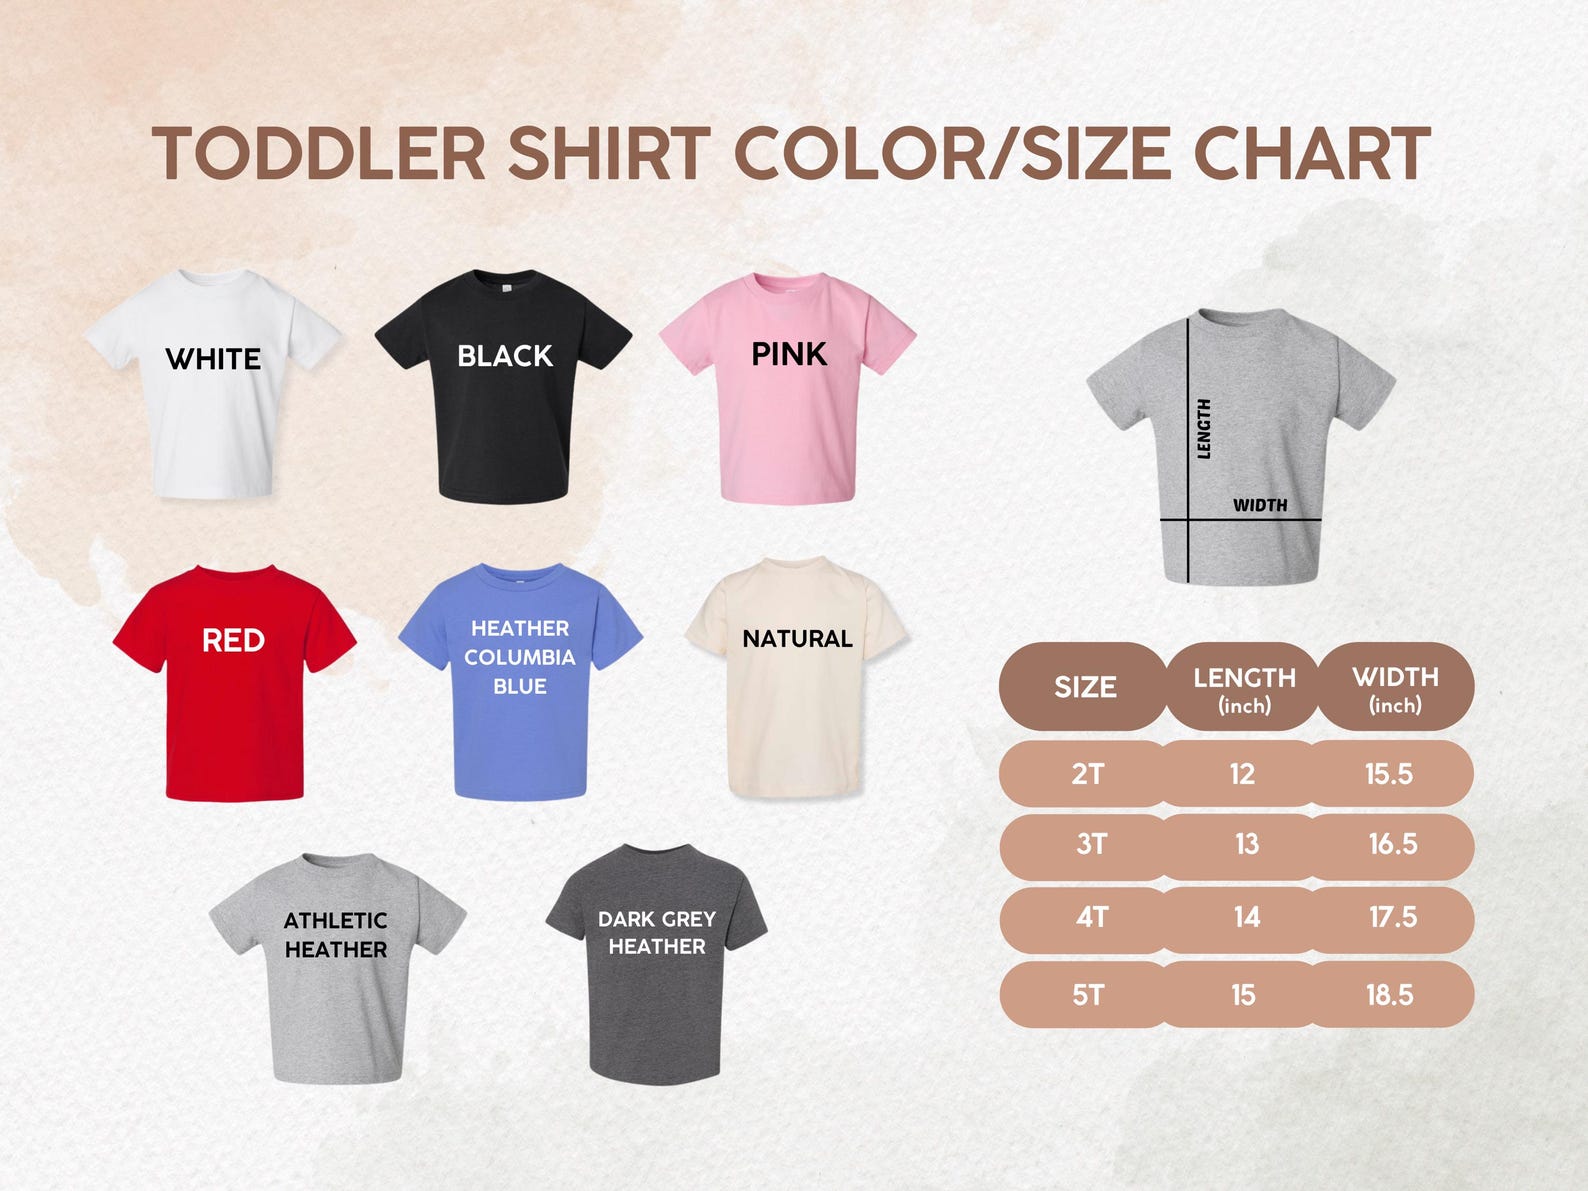 TODDLER SHIRT COLOR/SIZE CHART
WHITE
BLACK
PINK
RED
HEATHER
COLUMBIA
BLUE
NATURAL
ATHLETIC
HEATHER
DARK GREY
HEATHER
LENGTH
WIDTH
SIZE LENGTH (inch) WIDTH (inch)
2T 12 15.5
3T 13 16.5
4T 14 17.5
5T 15 18.5